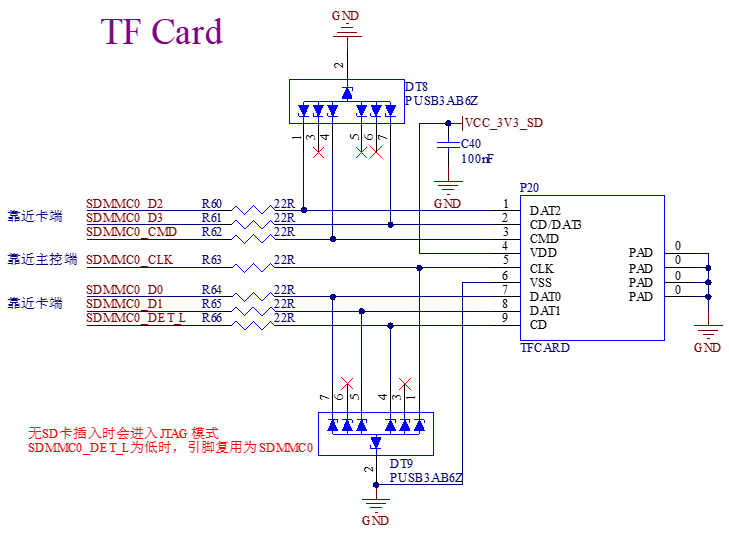 TF Card
GND
2
DT8
PUSB3AB6Z
1
3
4
5
6
7
VCC_3V3_SD
C40
100nF
GND
P20
靠近卡端
SDMMC0_D2 R60 22R 1 DAT2
SDMMC0_D3 R61 22R 2 CD/DAT3
SDMMC0_CMD R62 22R 3 CMD
4 VDD PAD 0
靠近主控端
SDMMC0_CLK R63 22R 5 CLK PAD 0
6 VSS PAD 0
靠近卡端
SDMMC0_D0 R64 22R 7 DAT0 PAD 0
SDMMC0_D1 R65 22R 8 DAT1
SDMMC0_DET_L R66 22R 9 CD
TFCARD
GND
7
6
5
4
3
1
无SD卡插入时会进入JTAG模式
SDMMC0_DET_L为低时，引脚复用为SDMMC0
2
DT9
PUSB3AB6Z
GND